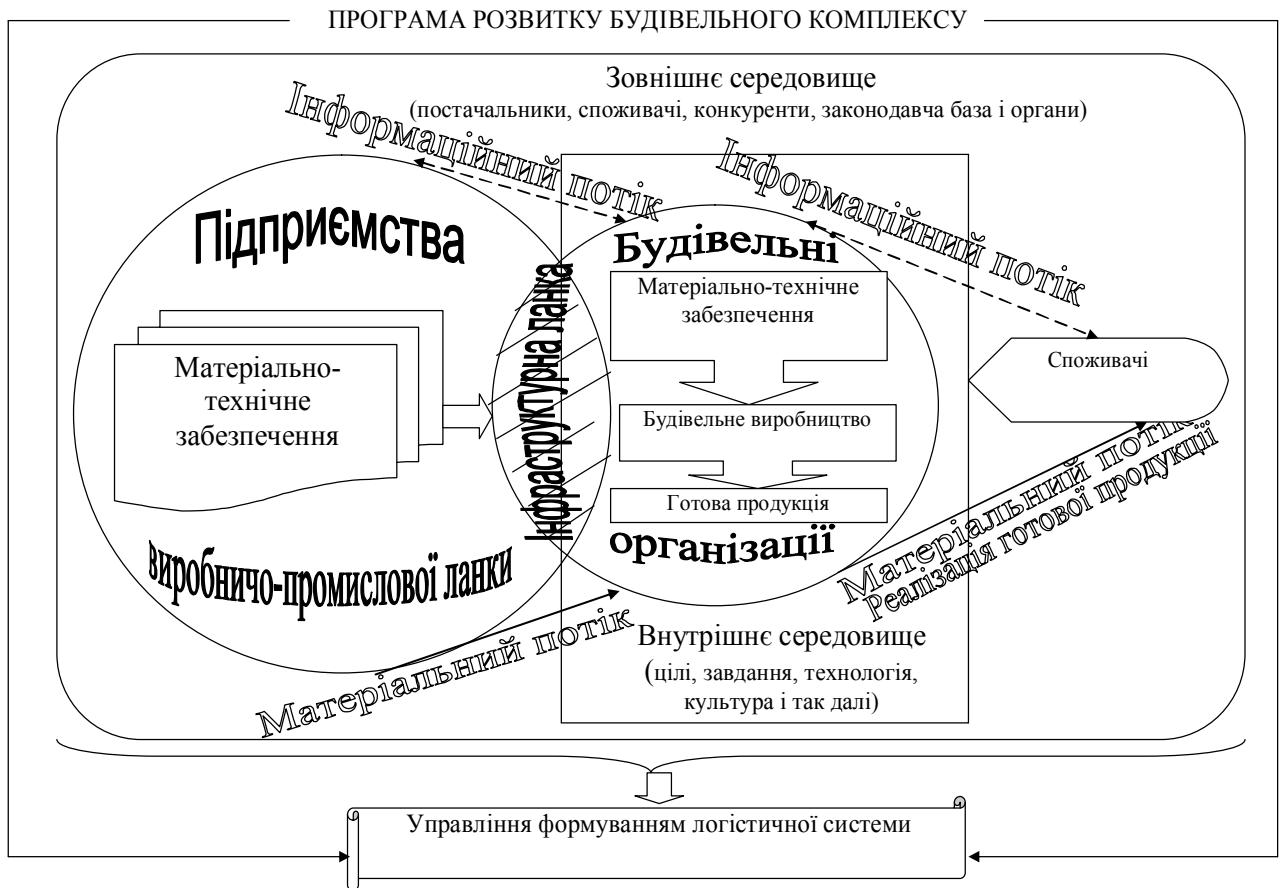 ПРОГРАМА РОЗВИТКУ БУДІВЕЛЬНОГО КОМПЛЕКСУ
Зовнішнє середовище
(постачальники, споживачі, конкуренти, законодавча база і органи)
Інформаційний потік
Інформаційний потік
Підприємства
Матеріально-
технічне
забезпечення
виробничо-промислової ланки
Інфраструктурна ланка
Будівельні
Матеріально-технічне
забезпечення
Будівельне виробництво
Готова продукція
організації
Споживачі
Матеріальний потік
Реалізація готової продукції
Матеріальний потік
Внутрішнє середовище
(цілі, завдання, технологія,
культура і так далі)
Управління формуванням логістичної системи